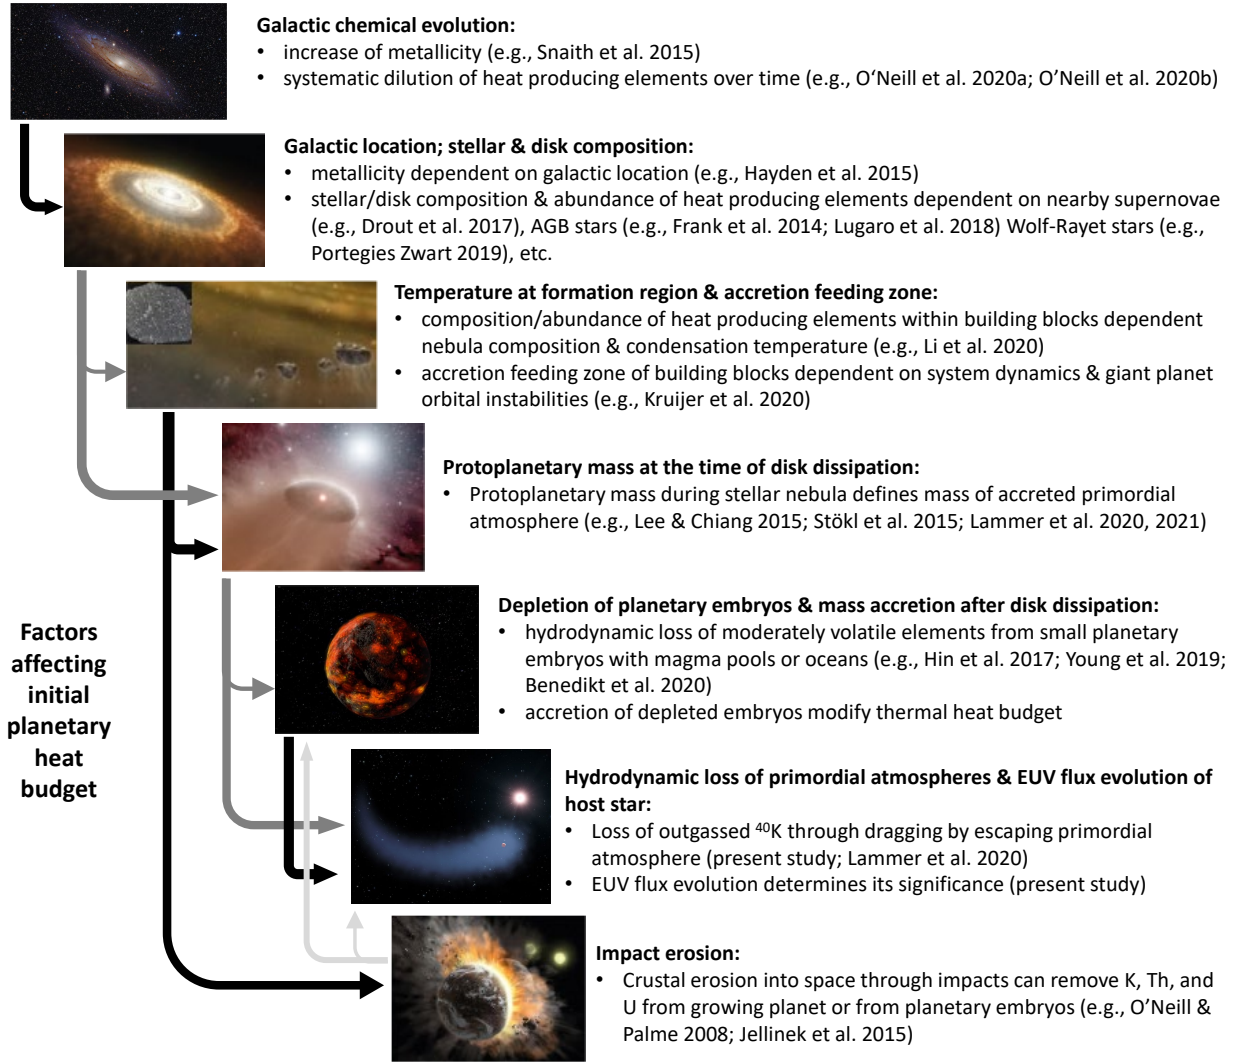 Galactic chemical evolution:
• increase of metallicity (e.g., Snaith et al. 2015)
• systematic dilution of heat producing elements over time (e.g., O‘Neill et al. 2020a; O’Neill et al. 2020b)
Galactic location; stellar & disk composition:
• metallicity dependent on galactic location (e.g., Hayden et al. 2015)
• stellar/disk composition & abundance of heat producing elements dependent on nearby supernovae
(e.g., Drout et al. 2017), AGB stars (e.g., Frank et al. 2014; Lugaro et al. 2018) Wolf-Rayet stars (e.g.,
Portegies Zwart 2019), etc.
Temperature at formation region & accretion feeding zone:
• composition/abundance of heat producing elements within building blocks dependent
nebula composition & condensation temperature (e.g., Li et al. 2020)
• accretion feeding zone of building blocks dependent on system dynamics & giant planet
orbital instabilities (e.g., Kruijer et al. 2020)
Protoplanetary mass at the time of disk dissipation:
• Protoplanetary mass during stellar nebula defines mass of accreted primordial
atmosphere (e.g., Lee & Chiang 2015; Stökl et al. 2015; Lammer et al. 2020, 2021)
Depletion of planetary embryos & mass accretion after disk dissipation:
• hydrodynamic loss of moderately volatile elements from small planetary
embryos with magma pools or oceans (e.g., Hin et al. 2017; Young et al. 2019;
Benedikt et al. 2020)
• accretion of depleted embryos modify thermal heat budget
Factors
affecting
initial
planetary
heat
budget
Hydrodynamic loss of primordial atmospheres & EUV flux evolution of
host star:
• Loss of outgassed ⁴⁰K through dragging by escaping primordial
atmosphere (present study; Lammer et al. 2020)
• EUV flux evolution determines its significance (present study)
Impact erosion:
• Crustal erosion into space through impacts can remove K, Th, and
U from growing planet or from planetary embryos (e.g., O’Neill &
Palme 2008; Jellinek et al. 2015)